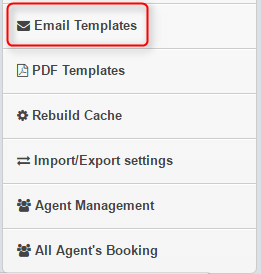 Email Templates
PDF Templates
Rebuild Cache
Import/Export settings
Agent Management
All Agent's Booking